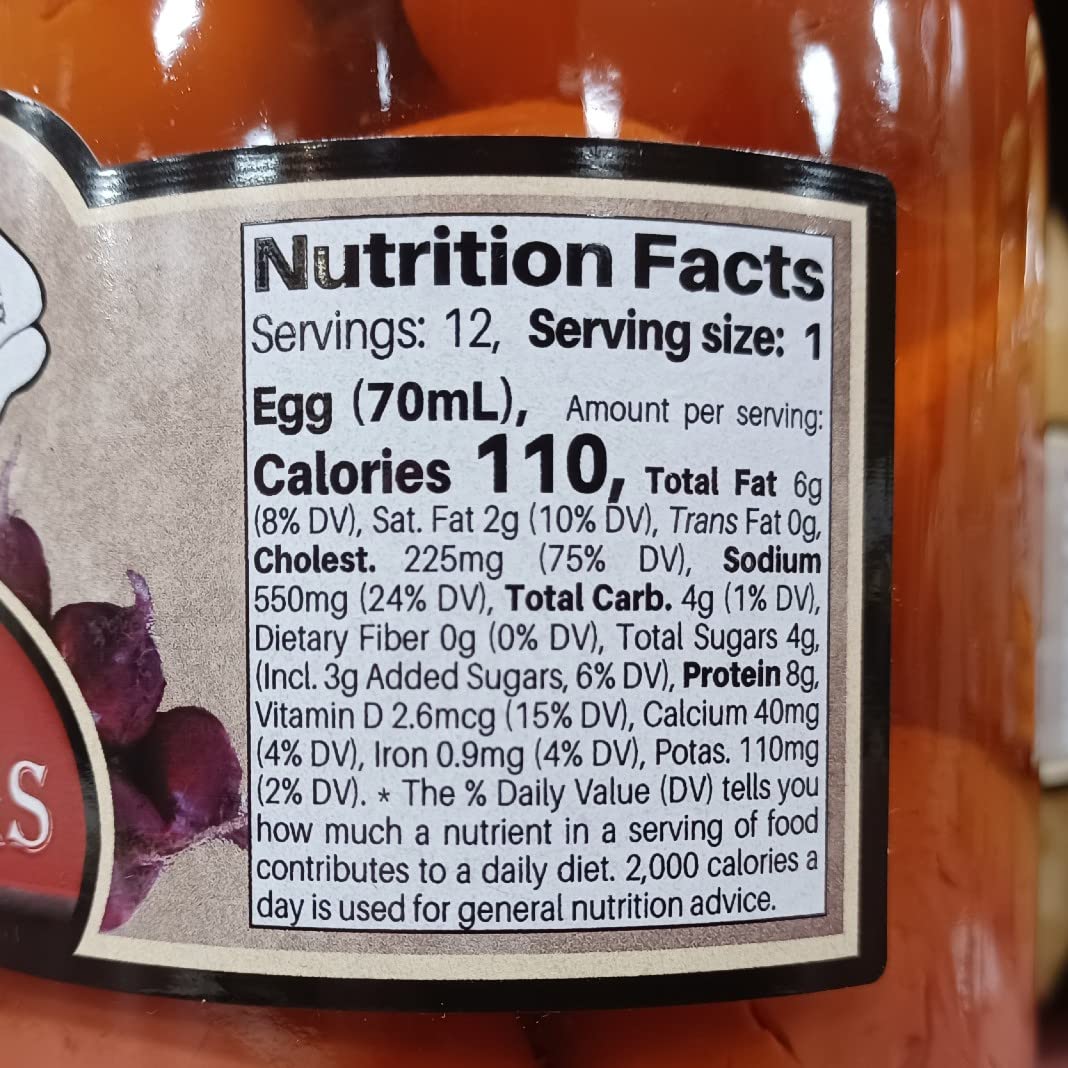 Nutrition Facts
Servings: 12, Serving size: 1
Egg (70mL), Amount per serving:
Calories 110, Total Fat 6g
(8% DV), Sat. Fat 2g (10% DV), Trans Fat 0g,
Cholest. 225mg (75% DV), Sodium
550mg (24% DV), Total Carb. 4g (1% DV),
Dietary Fiber 0g (0% DV), Total Sugars 4g,
(Incl. 3g Added Sugars, 6% DV), Protein 8g,
Vitamin D 2.6mcg (15% DV), Calcium 40mg
(4% DV), Iron 0.9mg (4% DV), Potas. 110mg
(2% DV). * The % Daily Value (DV) tells you
how much a nutrient in a serving of food
contributes to a daily diet. 2,000 calories a
day is used for general nutrition advice.